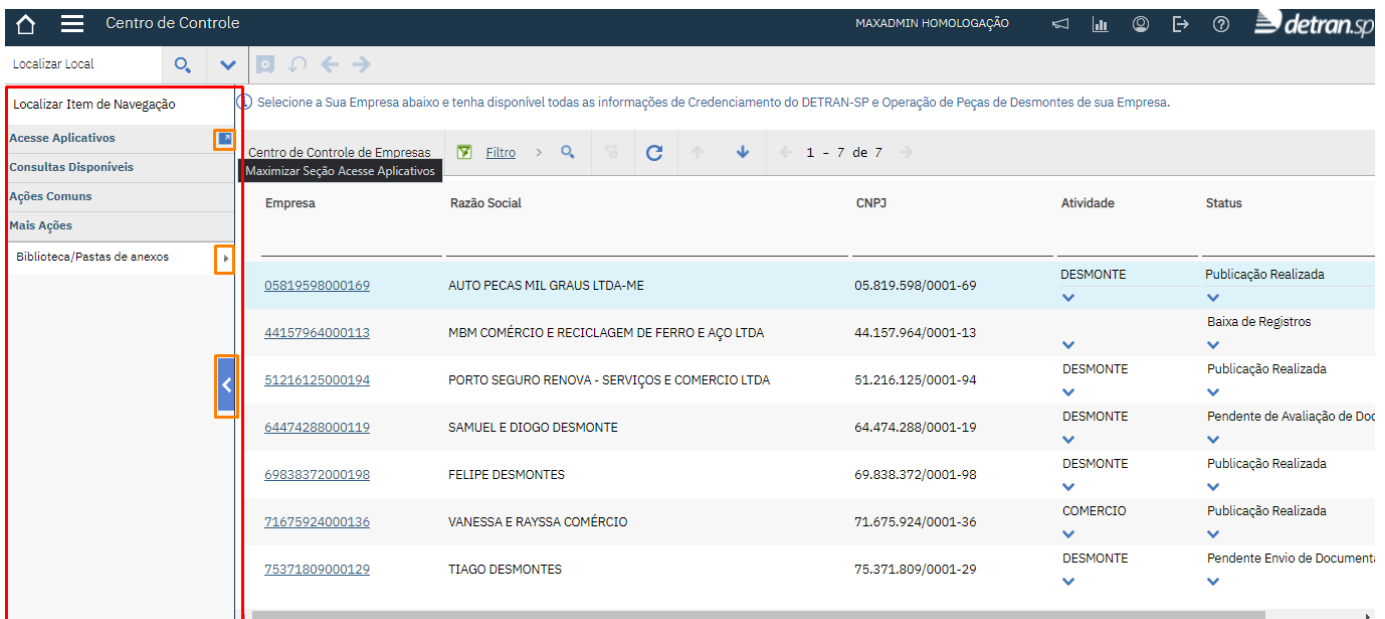 Centro de Controle
MAXADMIN HOMOLOGAÇÃO
detran.sp
Localizar Local
Localizar Item de Navegação
Selecione a Sua Empresa abaixo e tenha disponível todas as informações de Credenciamento do DETRAN-SP e Operação de Peças de Desmontes de sua Empresa.
Acesse Aplicativos
Centro de Controle de Empresas Filtro > 1 - 7 de 7
Consultas Disponíveis
Maximizar Seção Acesse Aplicativos
Ações Comuns
Mais Ações
Biblioteca/Pastas de anexos
Empresa Razão Social CNPJ Atividade Status
05819598000169 AUTO PECAS MIL GRAUS LTDA-ME 05.819.598/0001-69 DESMONTE Publicação Realizada
44157964000113 MBM COMÉRCIO E RECICLAGEM DE FERRO E AÇO LTDA 44.157.964/0001-13 Baixa de Registros
51216125000194 PORTO SEGURO RENOVA - SERVIÇOS E COMERCIO LTDA 51.216.125/0001-94 DESMONTE Publicação Realizada
64474288000119 SAMUEL E DIOGO DESMONTE 64.474.288/0001-19 DESMONTE Pendente de Avaliação de Doc
69838372000198 FELIPE DESMONTES 69.838.372/0001-98 DESMONTE Publicação Realizada
71675924000136 VANESSA E RAYSSA COMÉRCIO 71.675.924/0001-36 COMERCIO Publicação Realizada
75371809000129 TIAGO DESMONTES 75.371.809/0001-29 DESMONTE Pendente Envio de Documenta